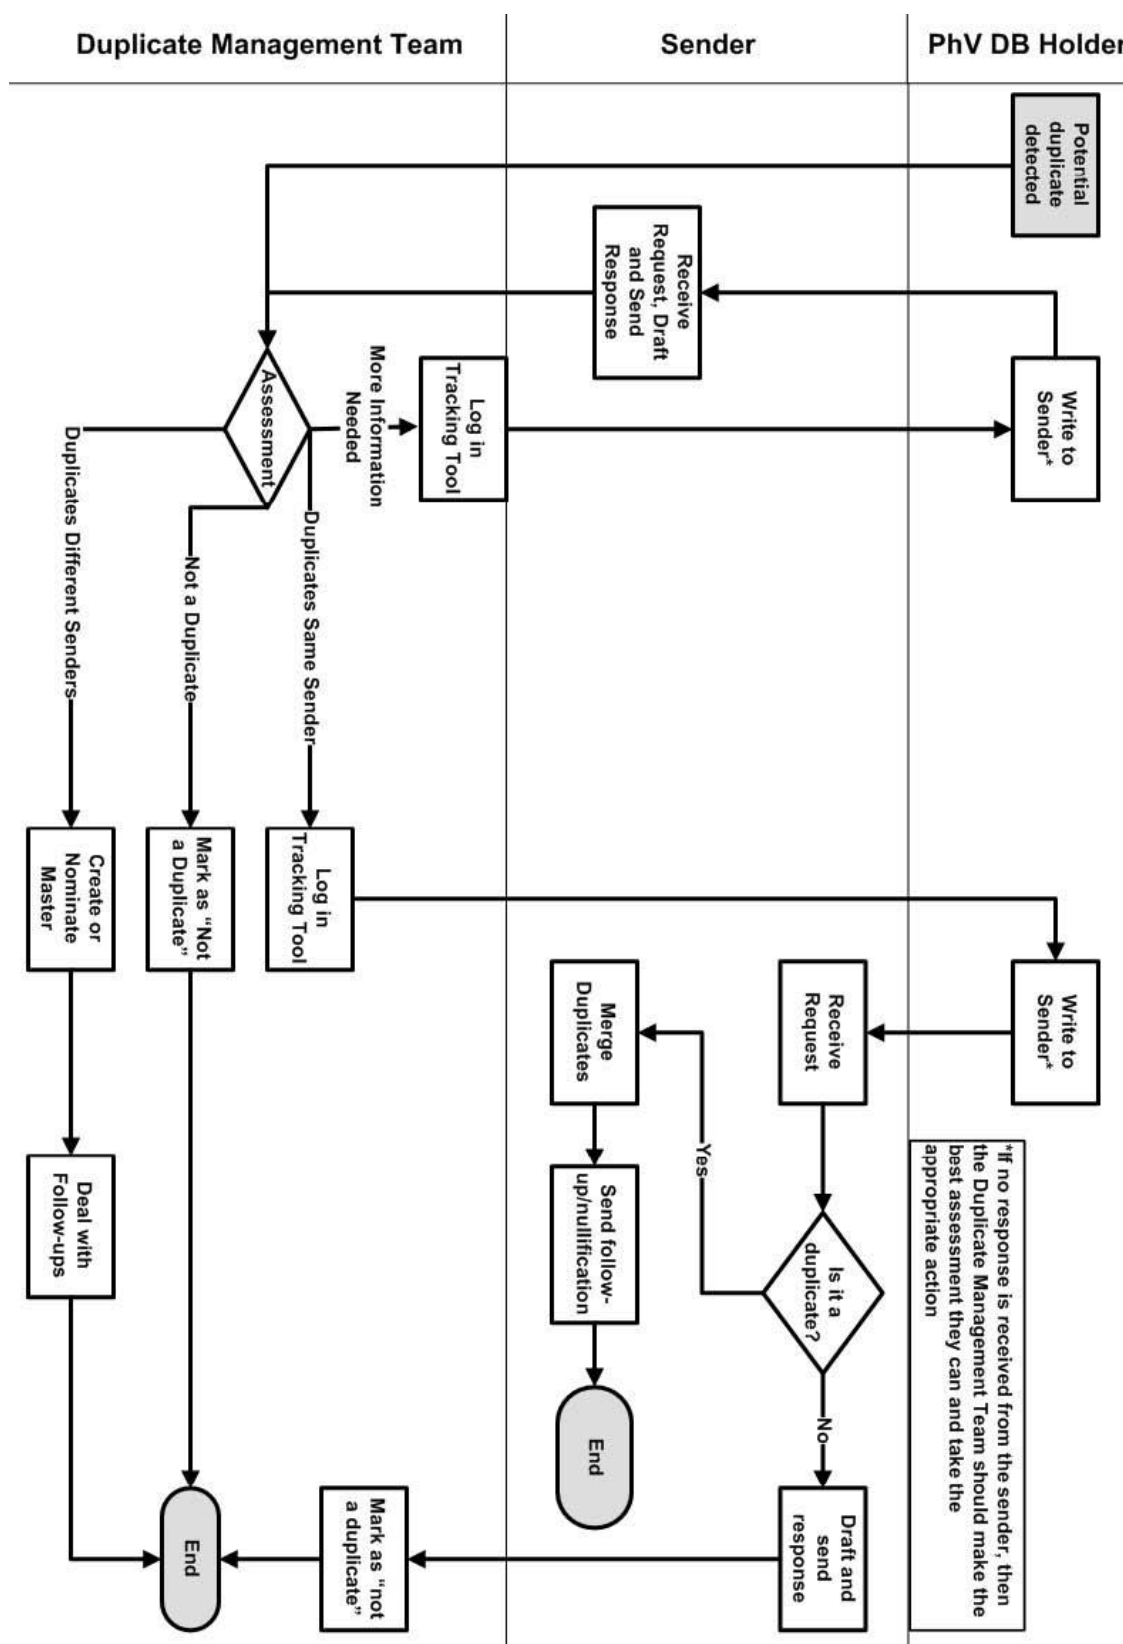 Duplicate Management Team
Sender
PhV DB Holder
Potential
duplicate
detected
Receive
Request, Draft
and Send
Response
Write to
Sender*
Log in
Tracking Tool
More Information
Needed
Assessment
Duplicates Same Sender
Not a Duplicate
Duplicates Different Senders
Log in
Tracking Tool
Mark as “Not
a Duplicate”
Create or
Nominate
Master
Write to
Sender*
Receive
Request
Merge
Duplicates
Is it a
duplicate?
Yes
No
Send follow-
up/nullification
End
Deal with
Follow-ups
Draft and
send
response
Mark as “not
a duplicate”
End
*If no response is received from the sender, then
the Duplicate Management Team should make the
best assessment they can and take the
appropriate action